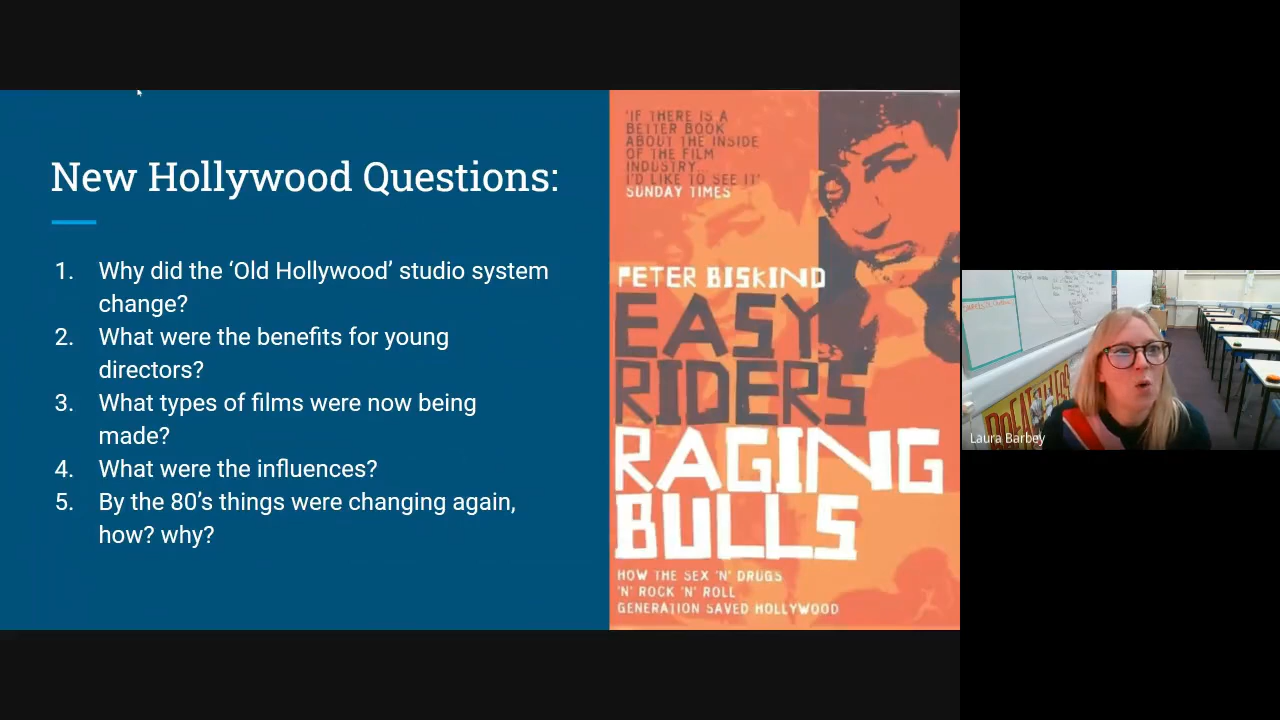 New Hollywood Questions:
1. Why did the ‘Old Hollywood’ studio system
change?
2. What were the benefits for young
directors?
3. What types of films were now being
made?
4. What were the influences?
5. By the 80’s things were changing again,
how? why?
'IF THERE IS A
BETTER BOOK
ABOUT THE INSIDE
OF THE FILM
INDUSTRY...
I'D LIKE TO SEE IT'
SUNDAY TIMES
PETER BISKIND
EASY
RIDERS
RAGING
BULLS
HOW THE SEX 'N' DRUGS
'N' ROCK 'N' ROLL
GENERATION SAVED HOLLYWOOD
Laura Barbey